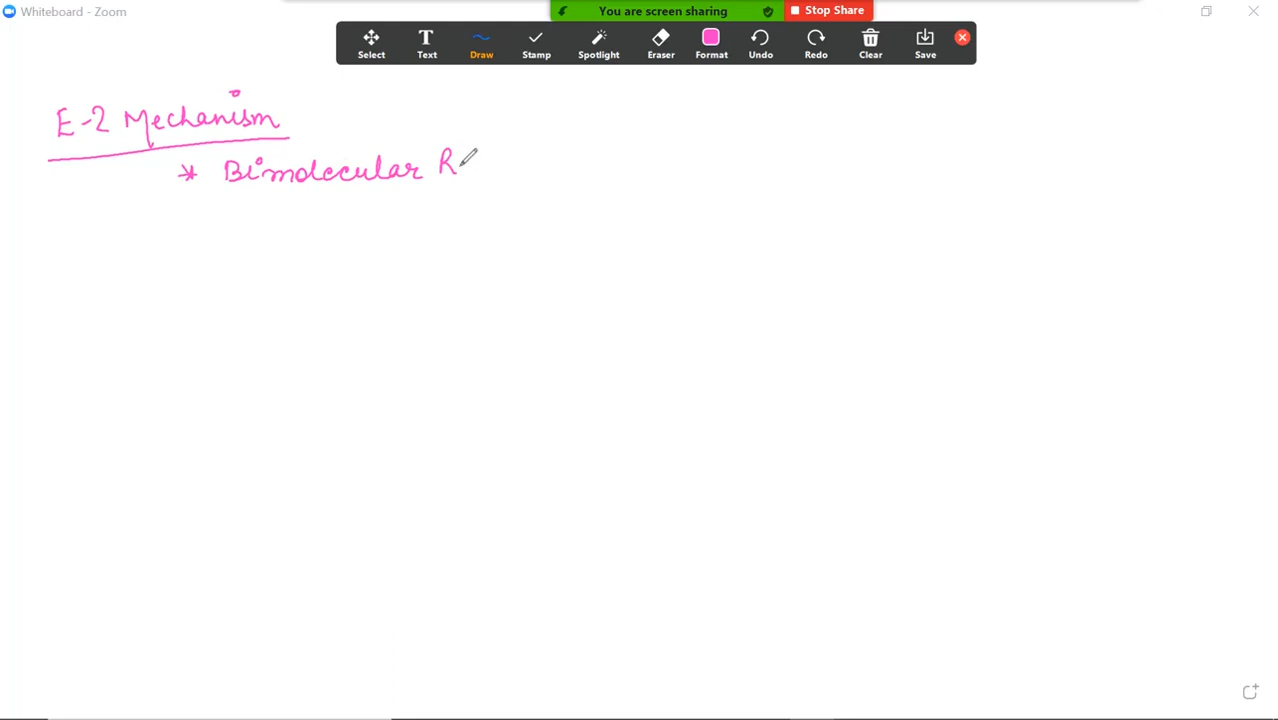 Whiteboard - Zoom
You are screen sharing
Stop Share
Select Text Draw Stamp Spotlight Eraser Format Undo Redo Clear Save
E-2 Mechanism
* Bimolecular R